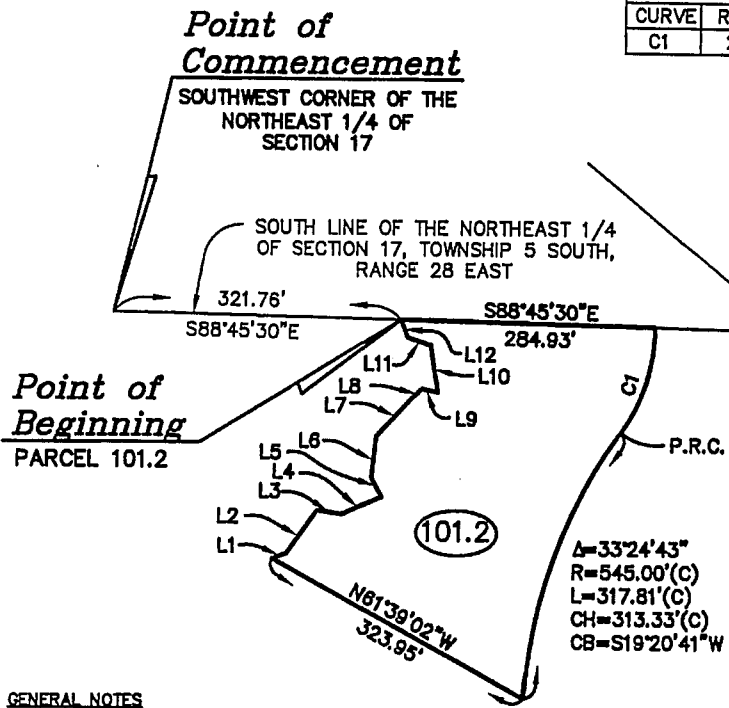 Point of
Commencement
SOUTHWEST CORNER OF THE
NORTHEAST 1/4 OF
SECTION 17
CURVE
C1
SOUTH LINE OF THE NORTHEAST 1/4
OF SECTION 17, TOWNSHIP 5 SOUTH,
RANGE 28 EAST
321.76'
S88°45'30"E
S88°45'30"E
284.93'
L12
L11
L10
L9
L8
L7
L6
L5
L4
L3
L2
L1
C1
P.R.C.
Point of
Beginning
PARCEL 101.2
101.2
Δ=33°24'43"
R=545.00'(C)
L=317.81'(C)
CH=313.33'(C)
CB=S19°20'41"W
N61°39'02"W
323.95'
GENERAL NOTES